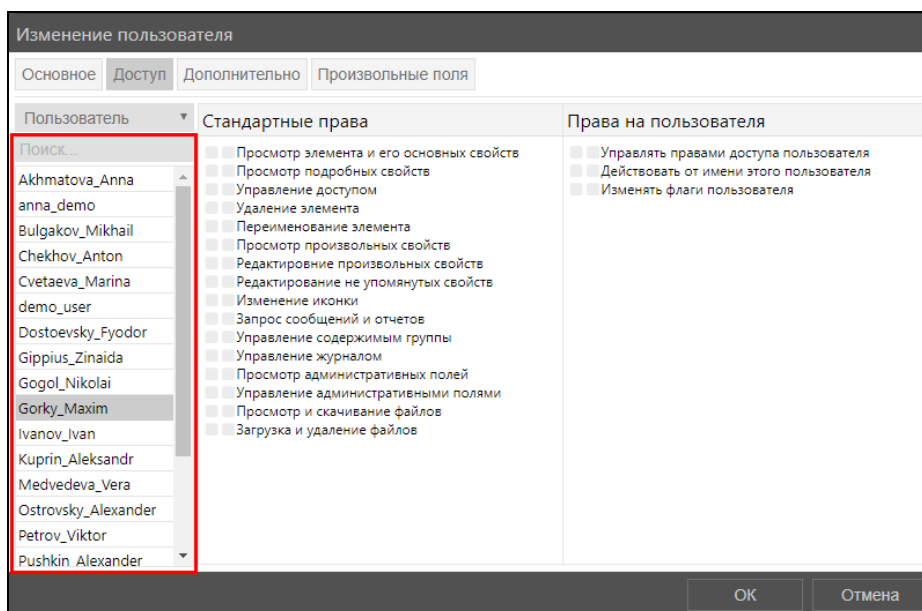 Изменение пользователя
Основное Доступ Дополнительно Произвольные поля
Пользователь
Поиск...
Akhmatova_Anna
anna_demo
Bulgakov_Mikhail
Chekhov_Anton
Cvetaeva_Marina
demo_user
Dostoevsky_Fyodor
Gippius_Zinaida
Gogol_Nikolai
Gorky_Maxim
Ivanov_Ivan
Kuprin_Aleksandr
Medvedeva_Vera
Ostrovsky_Alexander
Petrov_Viktor
Pushkin_Alexander
Стандартные права
Просмотр элемента и его основных свойств
Просмотр подробных свойств
Управление доступом
Удаление элемента
Переименование элемента
Просмотр произвольных свойств
Редактировние произвольных свойств
Редактирование не упомянутых свойств
Изменение иконки
Запрос сообщений и отчетов
Управление содержимым группы
Управление журналом
Просмотр административных полей
Управление административными полями
Просмотр и скачивание файлов
Загрузка и удаление файлов
Права на пользователя
Управлять правами доступа пользователя
Действовать от имени этого пользователя
Изменять флаги пользователя
ОК Отмена